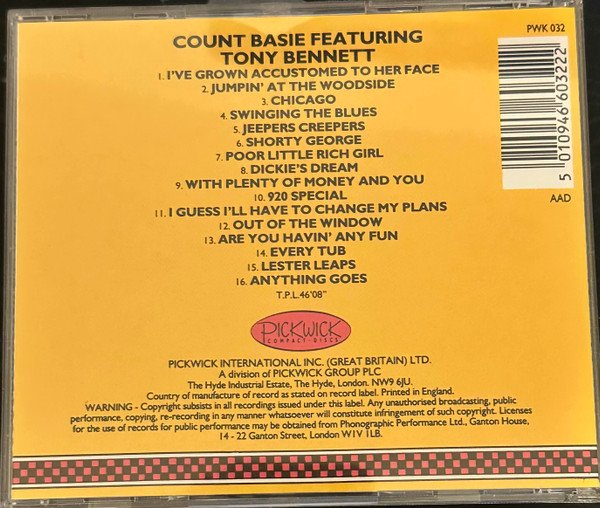 COUNT BASIE FEATURING
TONY BENNETT
1. I'VE GROWN ACCUSTOMED TO HER FACE
2. JUMPIN' AT THE WOODSIDE
3. CHICAGO
4. SWINGING THE BLUES
5. JEEPERS CREEPERS
6. SHORTY GEORGE
7. POOR LITTLE RICH GIRL
8. DICKIE'S DREAM
9. WITH PLENTY OF MONEY AND YOU
10. 920 SPECIAL
11. I GUESS I'LL HAVE TO CHANGE MY PLANS
12. OUT OF THE WINDOW
13. ARE YOU HAVIN' ANY FUN
14. EVERY TUB
15. LESTER LEAPS
16. ANYTHING GOES
T.P.L.46'08"
PWK 032
5 010946 603222
AAD
PICKWICK
COMPACT·DISCS
PICKWICK INTERNATIONAL INC. (GREAT BRITAIN) LTD.
A division of PICKWICK GROUP PLC
The Hyde Industrial Estate, The Hyde, London. NW9 6JU.
Country of manufacture of record as stated on record label. Printed in England.
WARNING - Copyright subsists in all recordings issued under this label. Any unauthorised broadcasting, public
performance, copying, re-recording in any manner whatsoever will constitute infringement of such copyright. Licenses
for the use of records for public performance may be obtained from Phonographic Performance Ltd., Ganton House,
14 - 22 Ganton Street, London W1V 1LB.